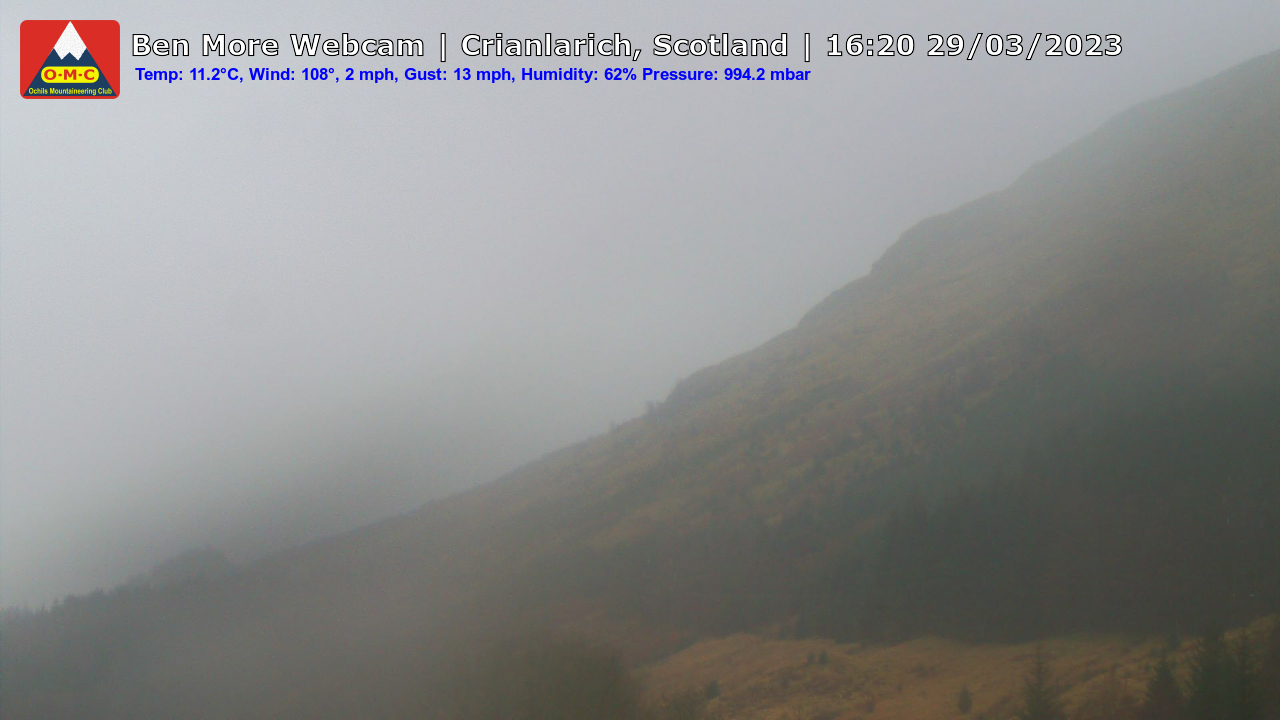 Ben More Webcam | Crianlarich, Scotland | 16:20 29/03/2023
Temp: 11.2°C, Wind: 108°, 2 mph, Gust: 13 mph, Humidity: 62% Pressure: 994.2 mbar
O·M·C
Ochils Mountaineering Club